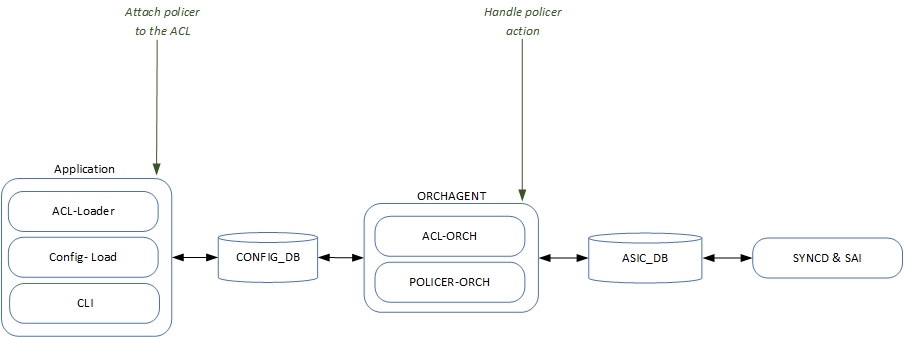 Attach policer
to the ACL
Handle policer
action
Application
ACL-Loader
Config- Load
CLI
CONFIG_DB
ORCHAGENT
ACL-ORCH
POLICER-ORCH
ASIC_DB
SYNCD & SAI